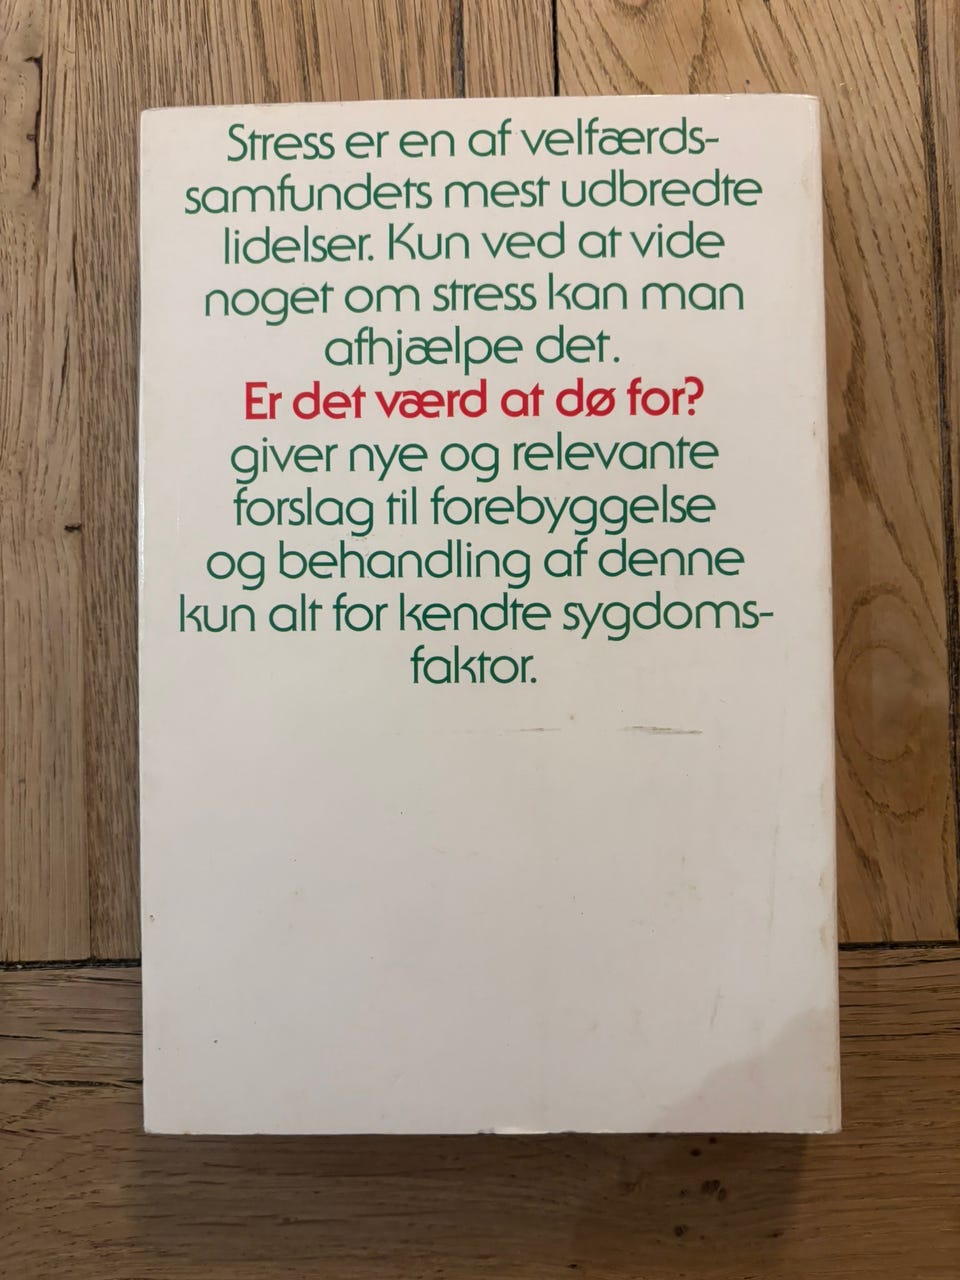 Stress er en af velfærds-
samfundets mest udbredte
lidelser. Kun ved at vide
noget om stress kan man
afhjælpe det.
Er det værd at dø for?
giver nye og relevante
forslag til forebyggelse
og behandling af denne
kun alt for kendte sygdoms-
faktor.